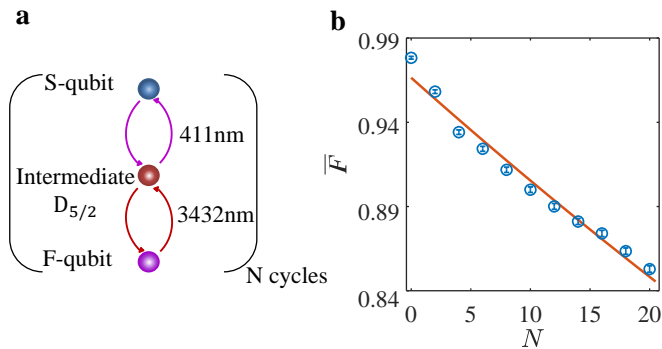 a
S-qubit
411nm
Intermediate
D5/2
3432nm
F-qubit
N cycles
b
0.99
0.94
0.89
0.84
F̅
0
5
10
15
20
N